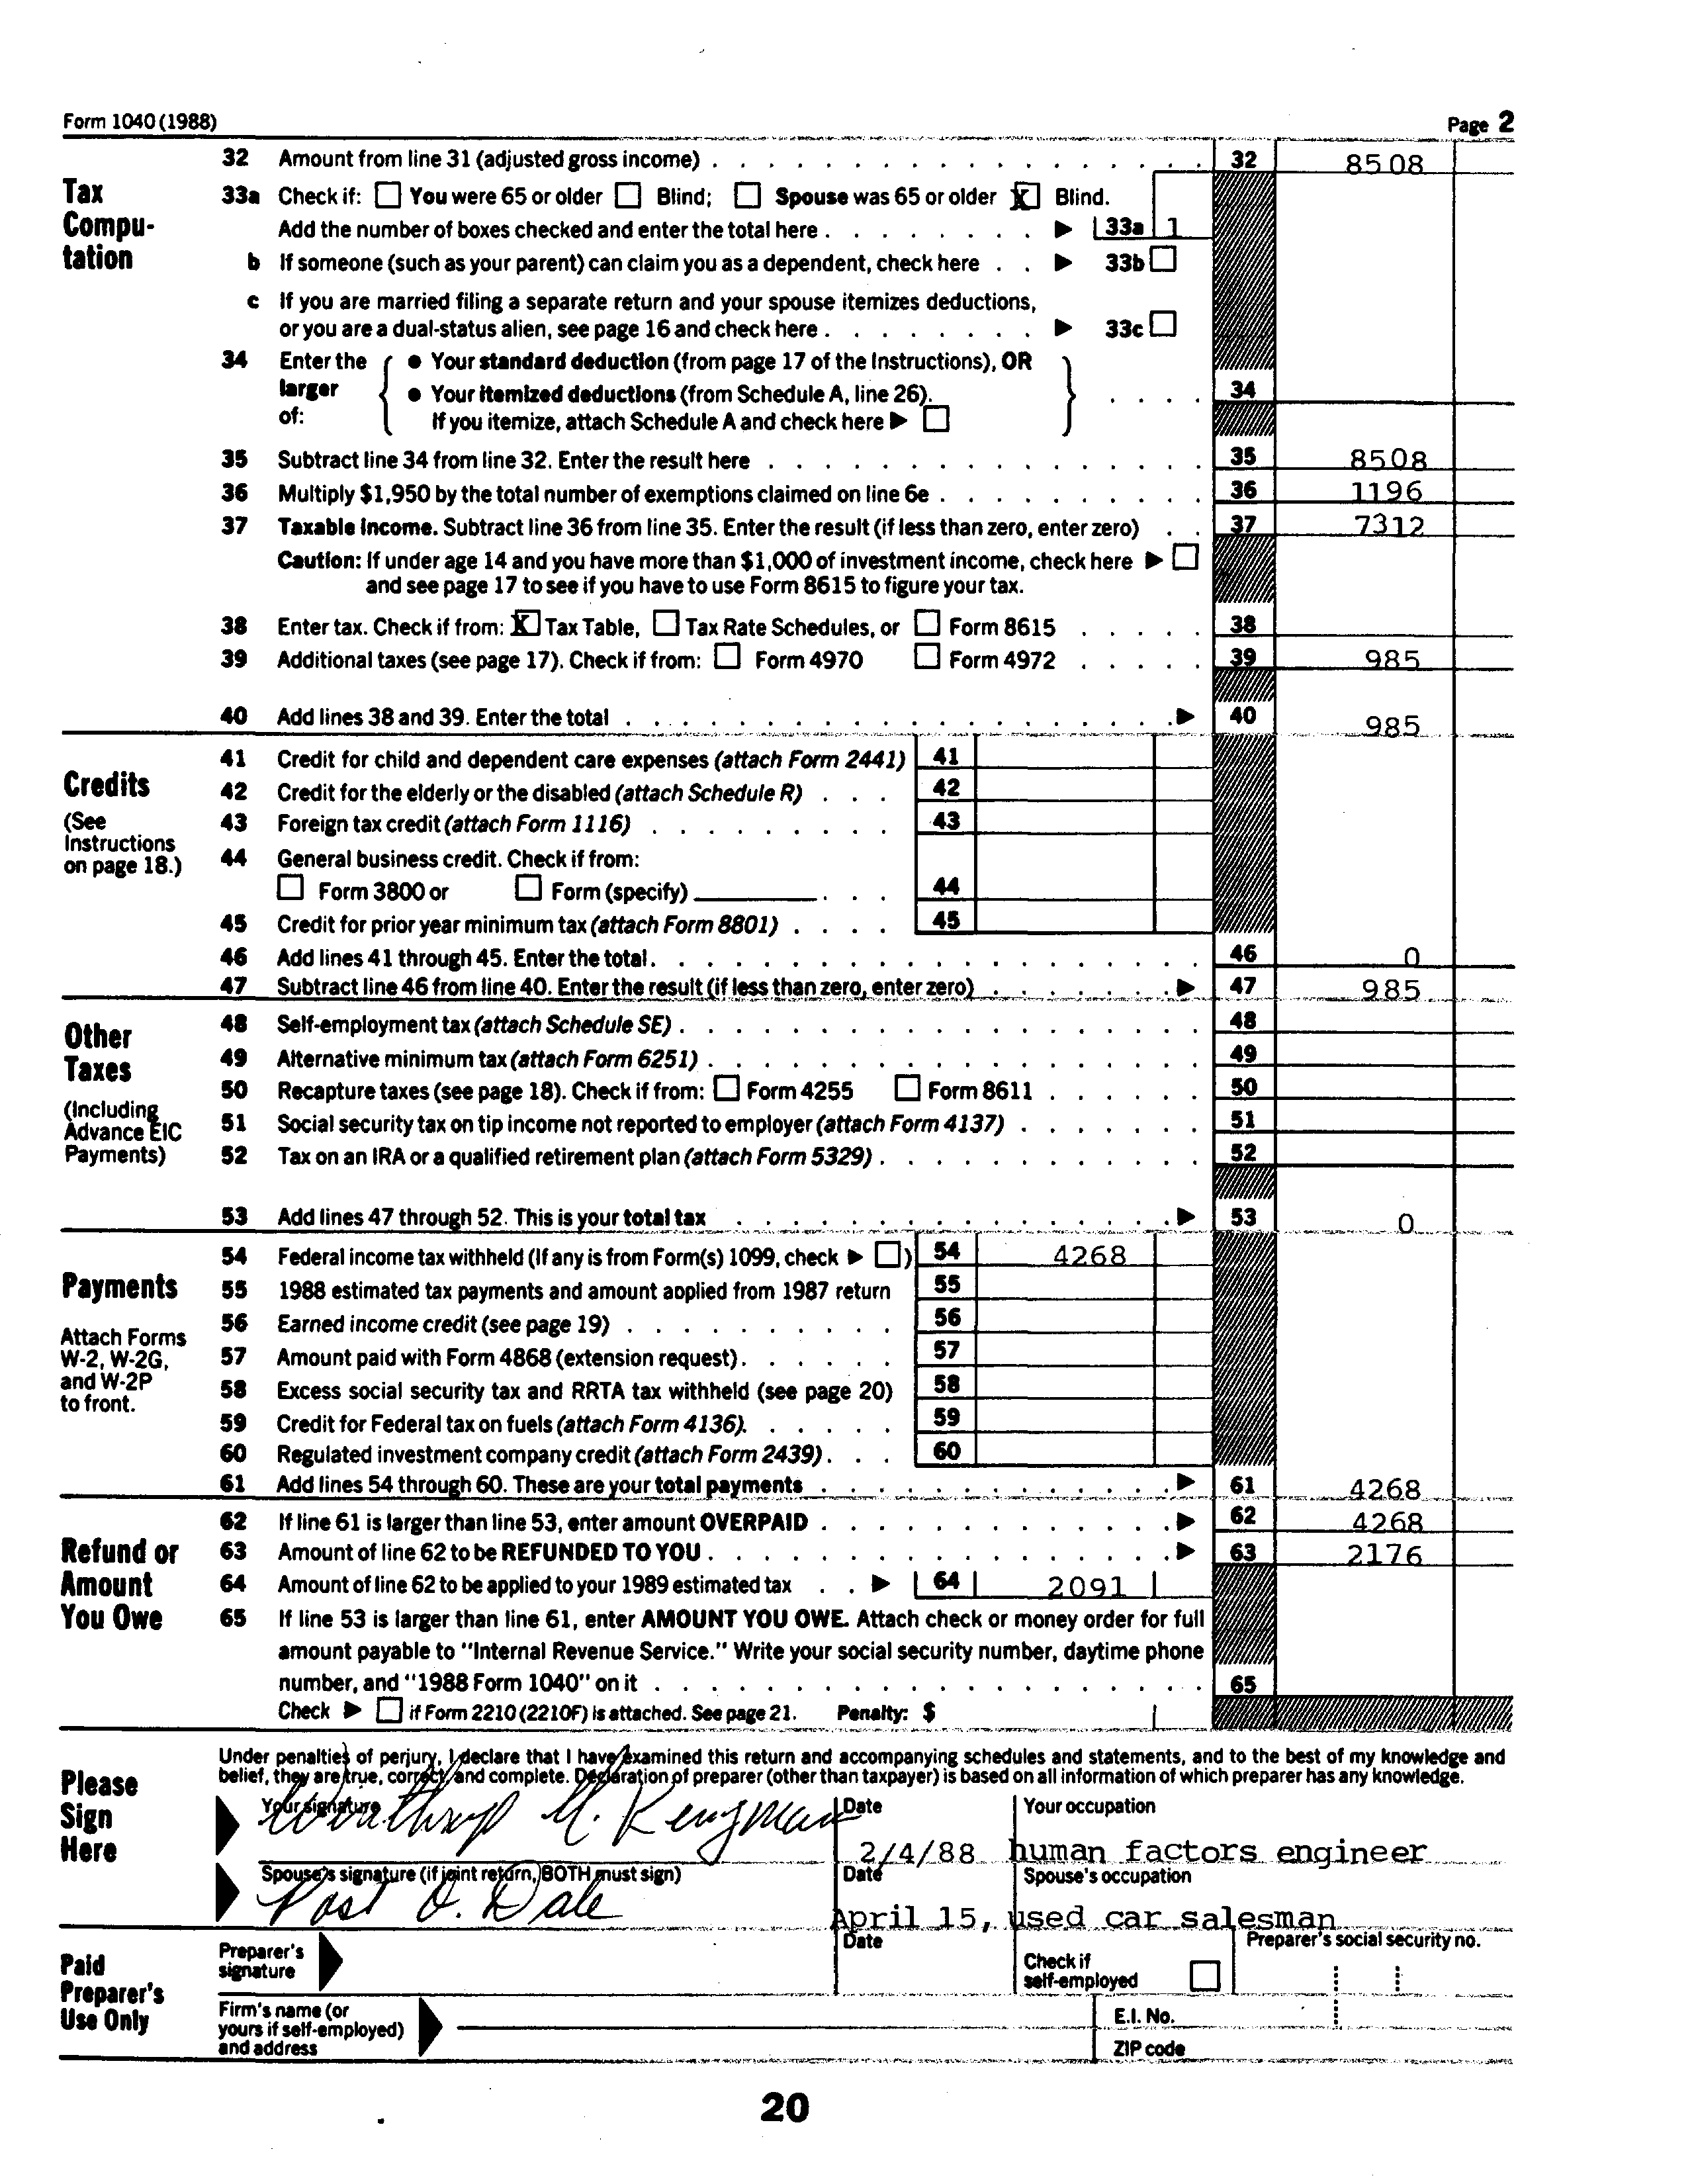 Form 1040 (1988) Page 2
Tax Compu- tation
32 Amount from line 31 (adjusted gross income) 32 8508
33a Check if: You were 65 or older Blind; Spouse was 65 or older X Blind.
Add the number of boxes checked and enter the total here 33a 1
b If someone (such as your parent) can claim you as a dependent, check here 33b
c If you are married filing a separate return and your spouse itemizes deductions,
or you are a dual-status alien, see page 16 and check here 33c
34 Enter the larger of: { • Your standard deduction (from page 17 of the Instructions), OR
• Your itemized deductions (from Schedule A, line 26). } 34
If you itemize, attach Schedule A and check here ▶
35 Subtract line 34 from line 32. Enter the result here 35 8508
36 Multiply $1,950 by the total number of exemptions claimed on line 6e 36 1196
37 Taxable income. Subtract line 36 from line 35. Enter the result (if less than zero, enter zero) 37 7312
Caution: If under age 14 and you have more than $1,000 of investment income, check here ▶
and see page 17 to see if you have to use Form 8615 to figure your tax.
38 Enter tax. Check if from: X Tax Table, Tax Rate Schedules, or Form 8615 38
39 Additional taxes (see page 17). Check if from: Form 4970 Form 4972 39 985
40 Add lines 38 and 39. Enter the total ▶ 40 985
Credits
(See Instructions on page 18.)
41 Credit for child and dependent care expenses (attach Form 2441) 41
42 Credit for the elderly or the disabled (attach Schedule R) 42
43 Foreign tax credit (attach Form 1116) 43
44 General business credit. Check if from:
Form 3800 or Form (specify) 44
45 Credit for prior year minimum tax (attach Form 8801) 45
46 Add lines 41 through 45. Enter the total 46 0
47 Subtract line 46 from line 40. Enter the result (if less than zero, enter zero) ▶ 47 985
Other Taxes
(Including Advance EIC Payments)
48 Self-employment tax (attach Schedule SE) 48
49 Alternative minimum tax (attach Form 6251) 49
50 Recapture taxes (see page 18). Check if from: Form 4255 Form 8611 50
51 Social security tax on tip income not reported to employer (attach Form 4137) 51
52 Tax on an IRA or a qualified retirement plan (attach Form 5329) 52
53 Add lines 47 through 52. This is your total tax ▶ 53 0
Payments
Attach Forms W-2, W-2G, and W-2P to front.
54 Federal income tax withheld (If any is from Form(s) 1099, check ▶ ) 54 4268
55 1988 estimated tax payments and amount applied from 1987 return 55
56 Earned income credit (see page 19) 56
57 Amount paid with Form 4868 (extension request) 57
58 Excess social security tax and RRTA tax withheld (see page 20) 58
59 Credit for Federal tax on fuels (attach Form 4136) 59
60 Regulated investment company credit (attach Form 2439) 60
61 Add lines 54 through 60. These are your total payments ▶ 61 4268
Refund or Amount You Owe
62 If line 61 is larger than line 53, enter amount OVERPAID ▶ 62 4268
63 Amount of line 62 to be REFUNDED TO YOU ▶ 63 2176
64 Amount of line 62 to be applied to your 1989 estimated tax ▶ 64 2091
65 If line 53 is larger than line 61, enter AMOUNT YOU OWE. Attach check or money order for full
amount payable to "Internal Revenue Service." Write your social security number, daytime phone
number, and "1988 Form 1040" on it 65
Check ▶ if Form 2210 (2210F) is attached. See page 21. Penalty: $
Please Sign Here
Under penalties of perjury, I declare that I have examined this return and accompanying schedules and statements, and to the best of my knowledge and
belief, they are true, correct, and complete. Declaration of preparer (other than taxpayer) is based on all information of which preparer has any knowledge.
Your signature Date Your occupation
Winthrop M. 2/4/88 human factors engineer
Spouse's signature (if joint return, BOTH must sign) Date Spouse's occupation
O. Dale April 15, used car salesman
Paid Preparer's Use Only
Preparer's signature Date Check if self-employed Preparer's social security no.
Firm's name (or yours if self-employed) and address E.I. No.
ZIP code
20